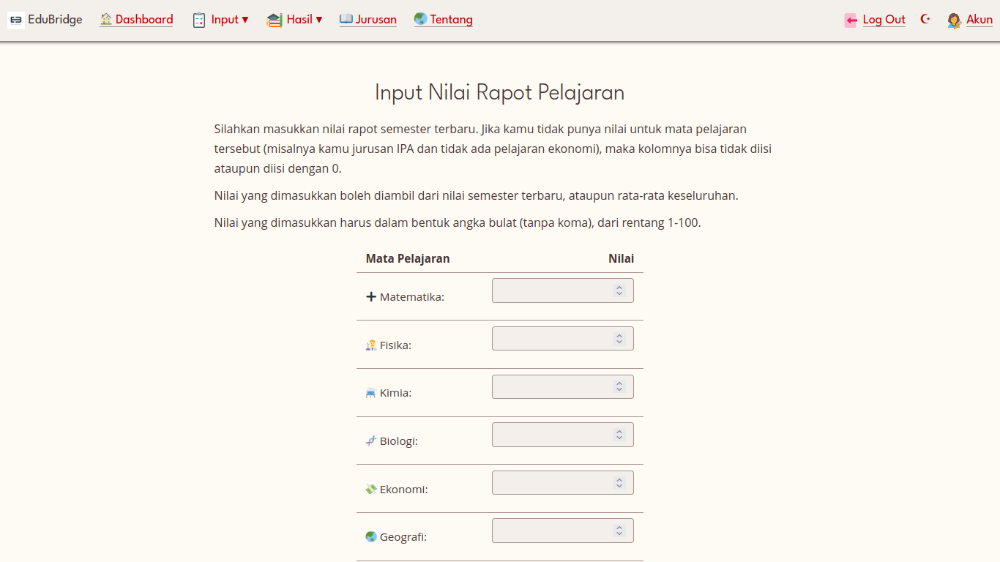 EduBridge Dashboard Input ▼ Hasil ▼ Jurusan Tentang Log Out Akun
Input Nilai Rapot Pelajaran
Silahkan masukkan nilai rapot semester terbaru. Jika kamu tidak punya nilai untuk mata pelajaran
tersebut (misalnya kamu jurusan IPA dan tidak ada pelajaran ekonomi), maka kolomnya bisa tidak diisi
ataupun diisi dengan 0.
Nilai yang dimasukkan boleh diambil dari nilai semester terbaru, ataupun rata-rata keseluruhan.
Nilai yang dimasukkan harus dalam bentuk angka bulat (tanpa koma), dari rentang 1-100.
Mata Pelajaran Nilai
Matematika:
Fisika:
Kimia:
Biologi:
Ekonomi:
Geografi: